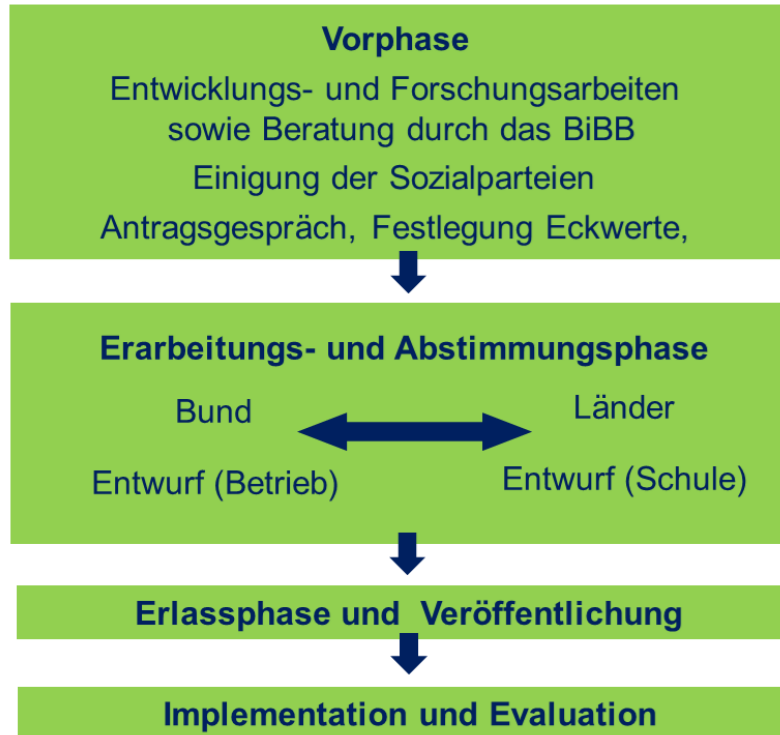 Vorphase
Entwicklungs- und Forschungsarbeiten
sowie Beratung durch das BiBB
Einigung der Sozialparteien
Antragsgespräch, Festlegung Eckwerte,
Erarbeitungs- und Abstimmungsphase
Bund
Länder
Entwurf (Betrieb)
Entwurf (Schule)
Erlassphase und  Veröffentlichung
Implementation und Evaluation